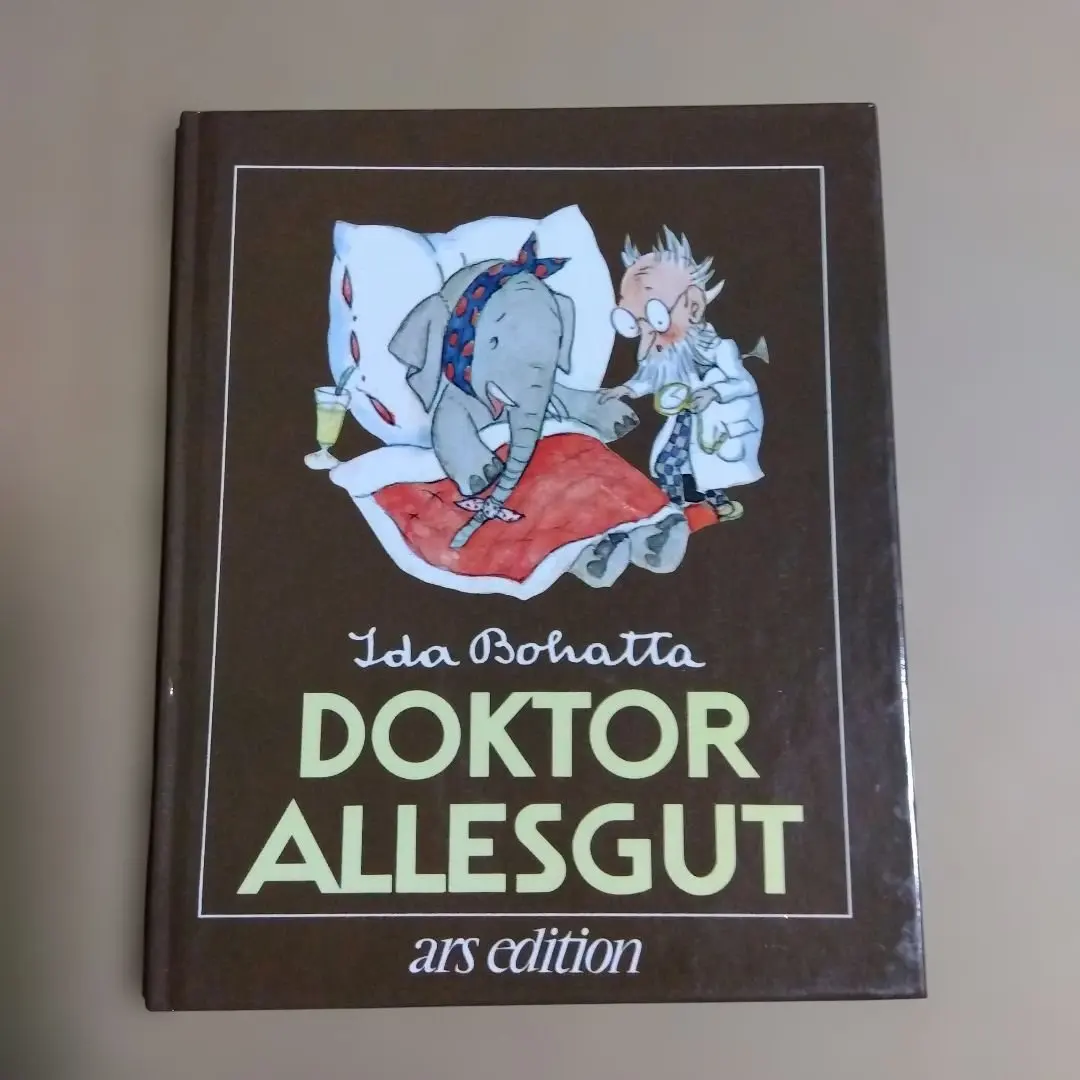 Ida Bohatta
DOKTOR
ALLESGUT
ars edition